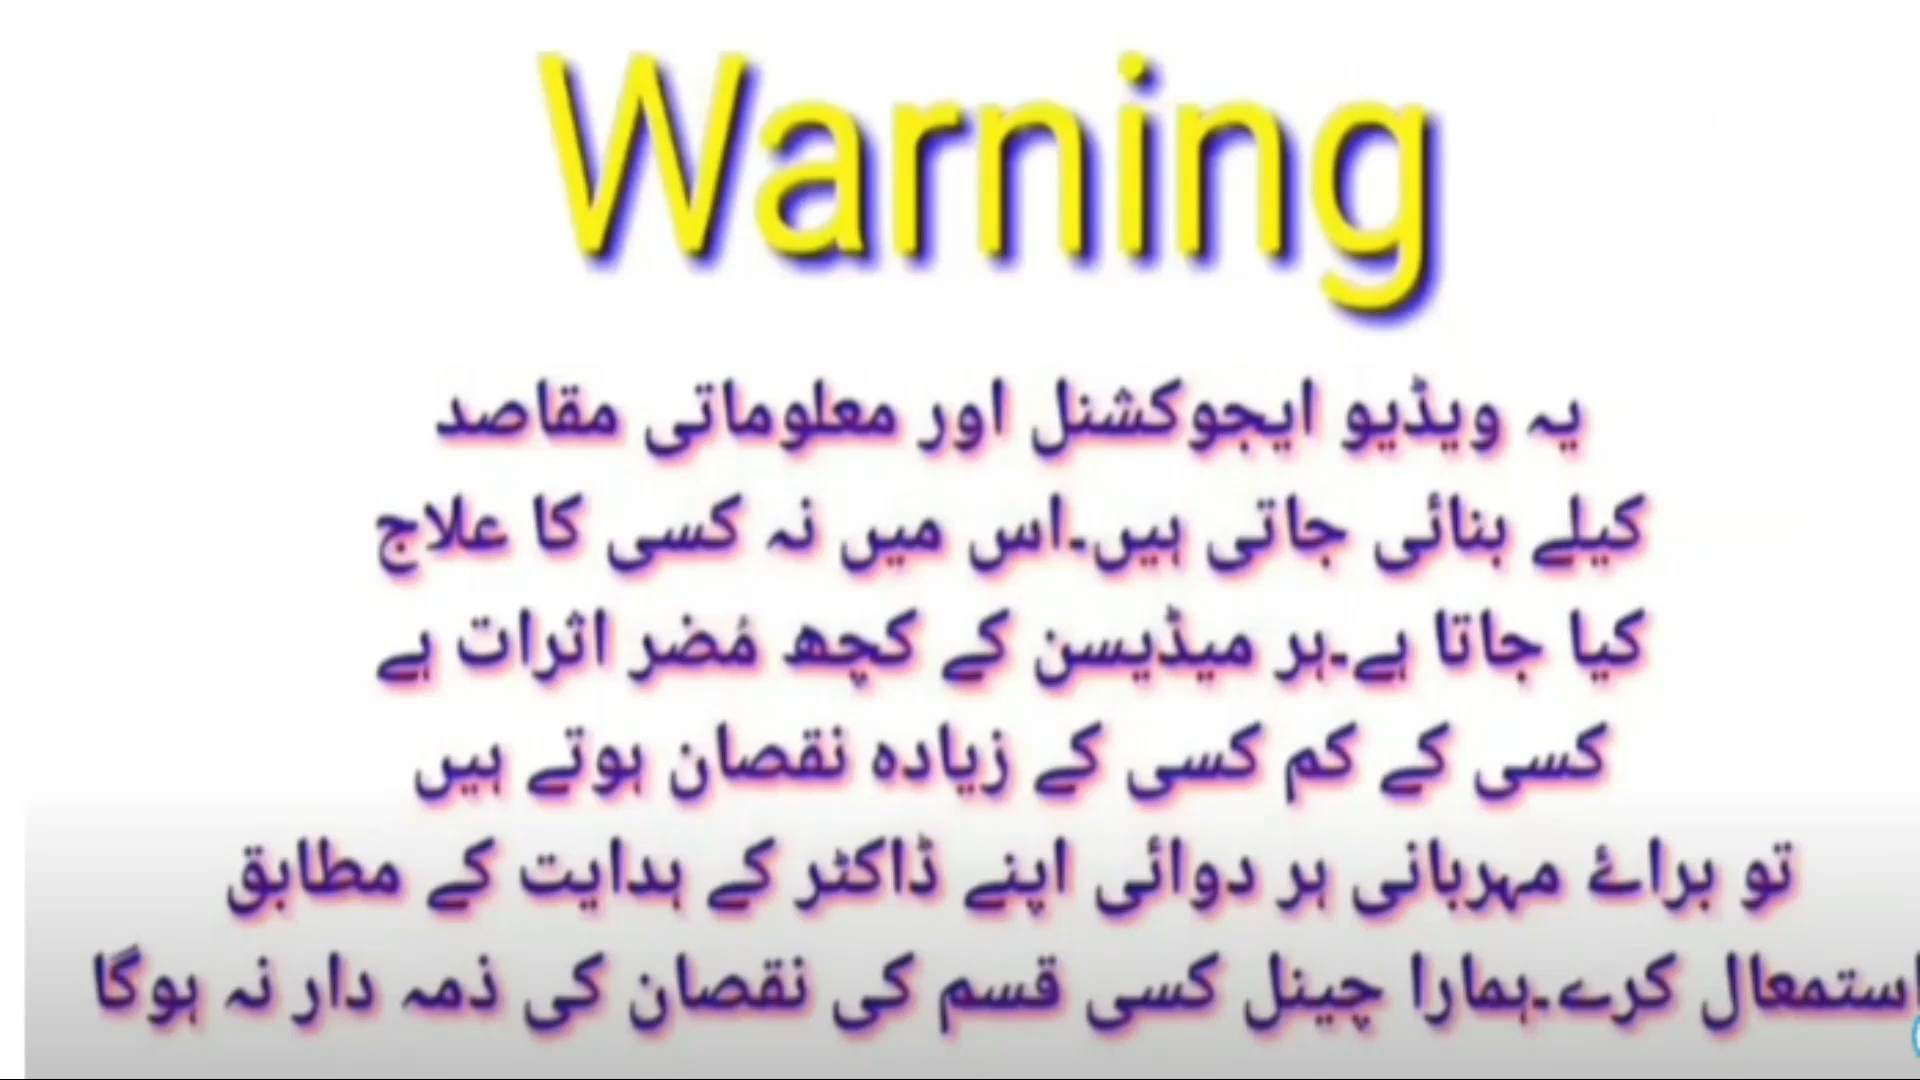 Warning
یہ ویڈیو ایجوکشنل اور معلوماتی مقاصد
کیلے بنائی جاتی ہیں۔اس میں نہ کسی کا علاج
کیا جاتا ہے۔ہر میڈیسن کے کچھ مُضر اثرات ہے
کسی کے کم کسی کے زیادہ نقصان ہوتے ہیں
تو براۓ مہربانی ہر دوائی اپنے ڈاکٹر کے ہدایت کے مطابق
استمعال کرے۔ہمارا چینل کسی قسم کی نقصان کی ذمہ دار نہ ہوگا